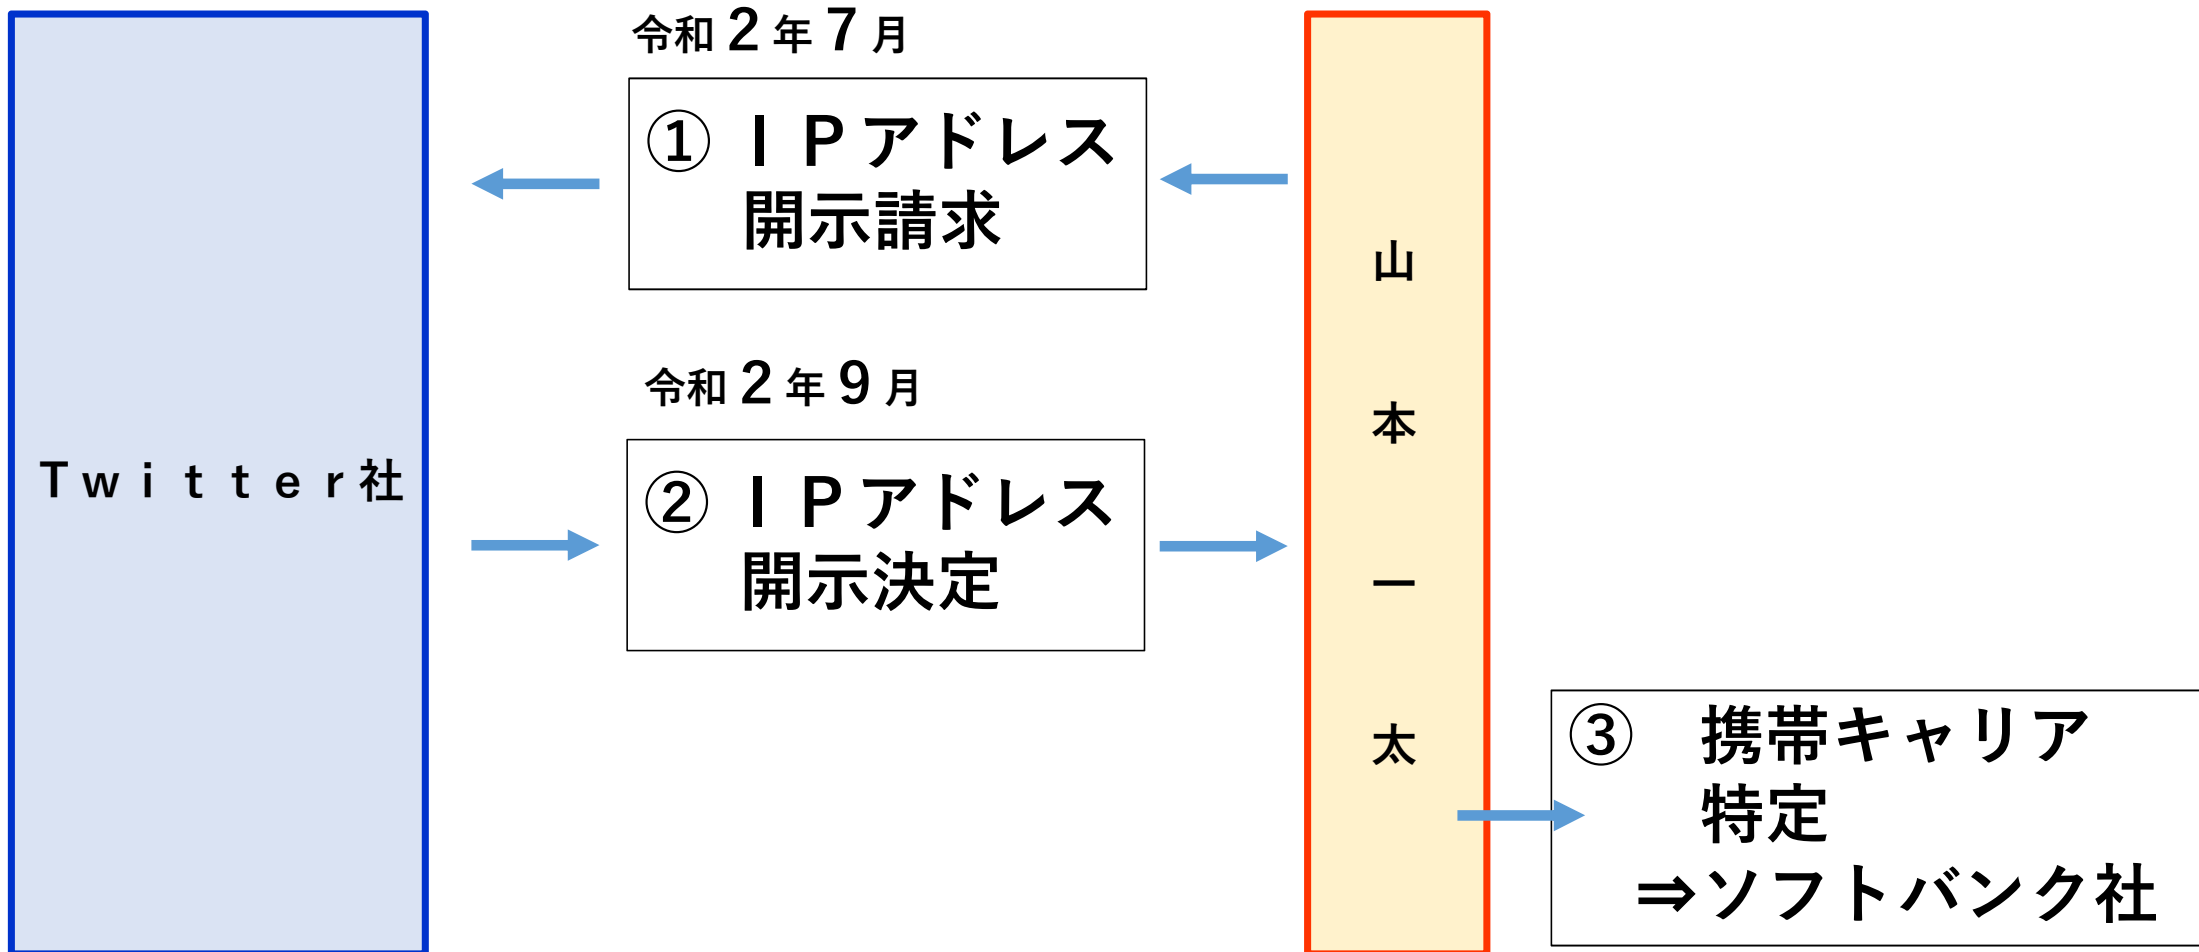 令和２年７月
① ＩＰアドレス
開示請求
令和２年９月
Ｔｗｉｔｔｅｒ社
② ＩＰアドレス
開示決定
山本一太
③　携帯キャリア
特定
⇒ソフトバンク社